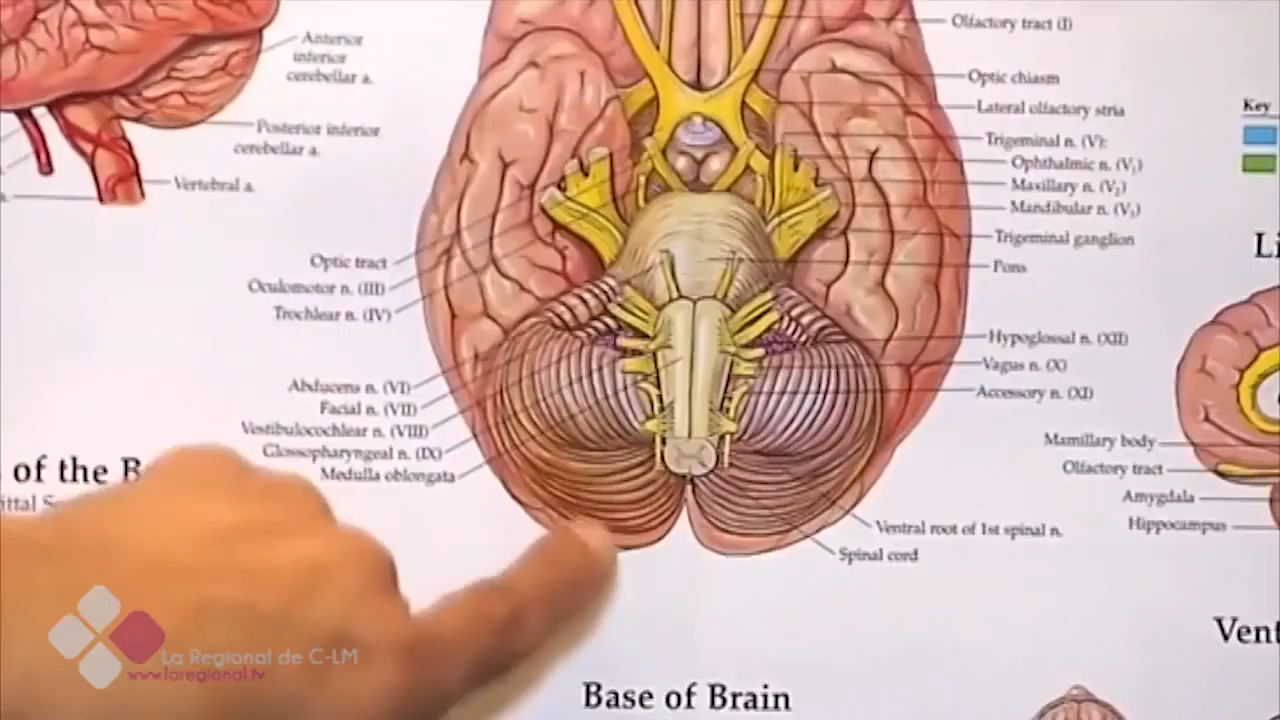 Anterior
inferior
cerebellar a.
Posterior inferior
cerebellar a.
Vertebral a.
Olfactory tract (I)
Optic chiasm
Lateral olfactory stria
Trigeminal n. (V):
Ophthalmic n. (V₁)
Maxillary n. (V₂)
Mandibular n. (V₃)
Trigeminal ganglion
Pons
Optic tract
Oculomotor n. (III)
Trochlear n. (IV)
Hypoglossal n. (XII)
Vagus n. (X)
Accessory n. (XI)
Abducens n. (VI)
Facial n. (VII)
Vestibulocochlear n. (VIII)
Glossopharyngeal n. (IX)
Medulla oblongata
Ventral root of 1st spinal n.
Spinal cord
Key
Mamillary body
Olfactory tract
Amygdala
Hippocampus
of the B
Base of Brain
La Regional de C-LM
www.laregional.tv